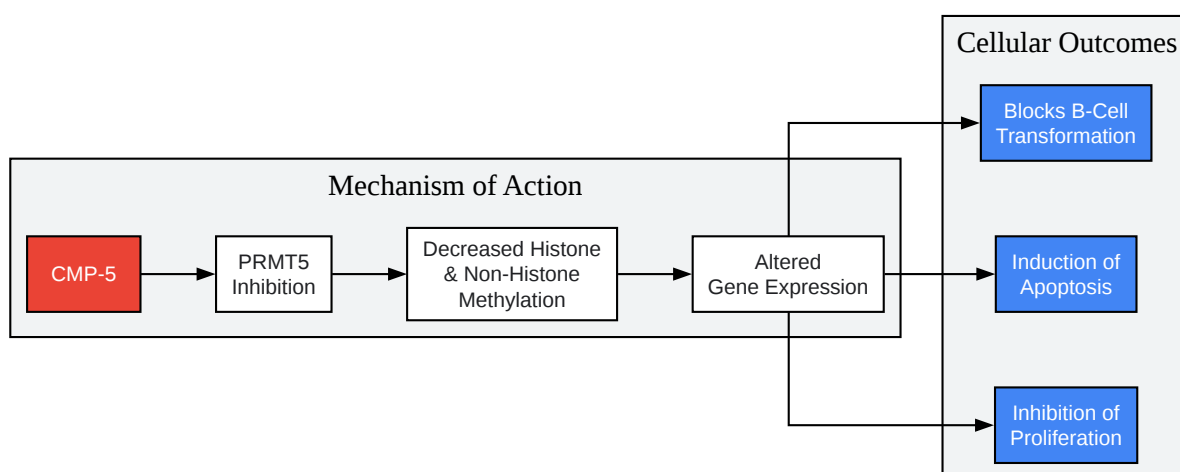 Cellular Outcomes
Blocks B-Cell
Transformation
Mechanism of Action
CMP-5
PRMT5
Inhibition
Decreased Histone
& Non-Histone
Methylation
Altered
Gene Expression
Induction of
Apoptosis
Inhibition of
Proliferation